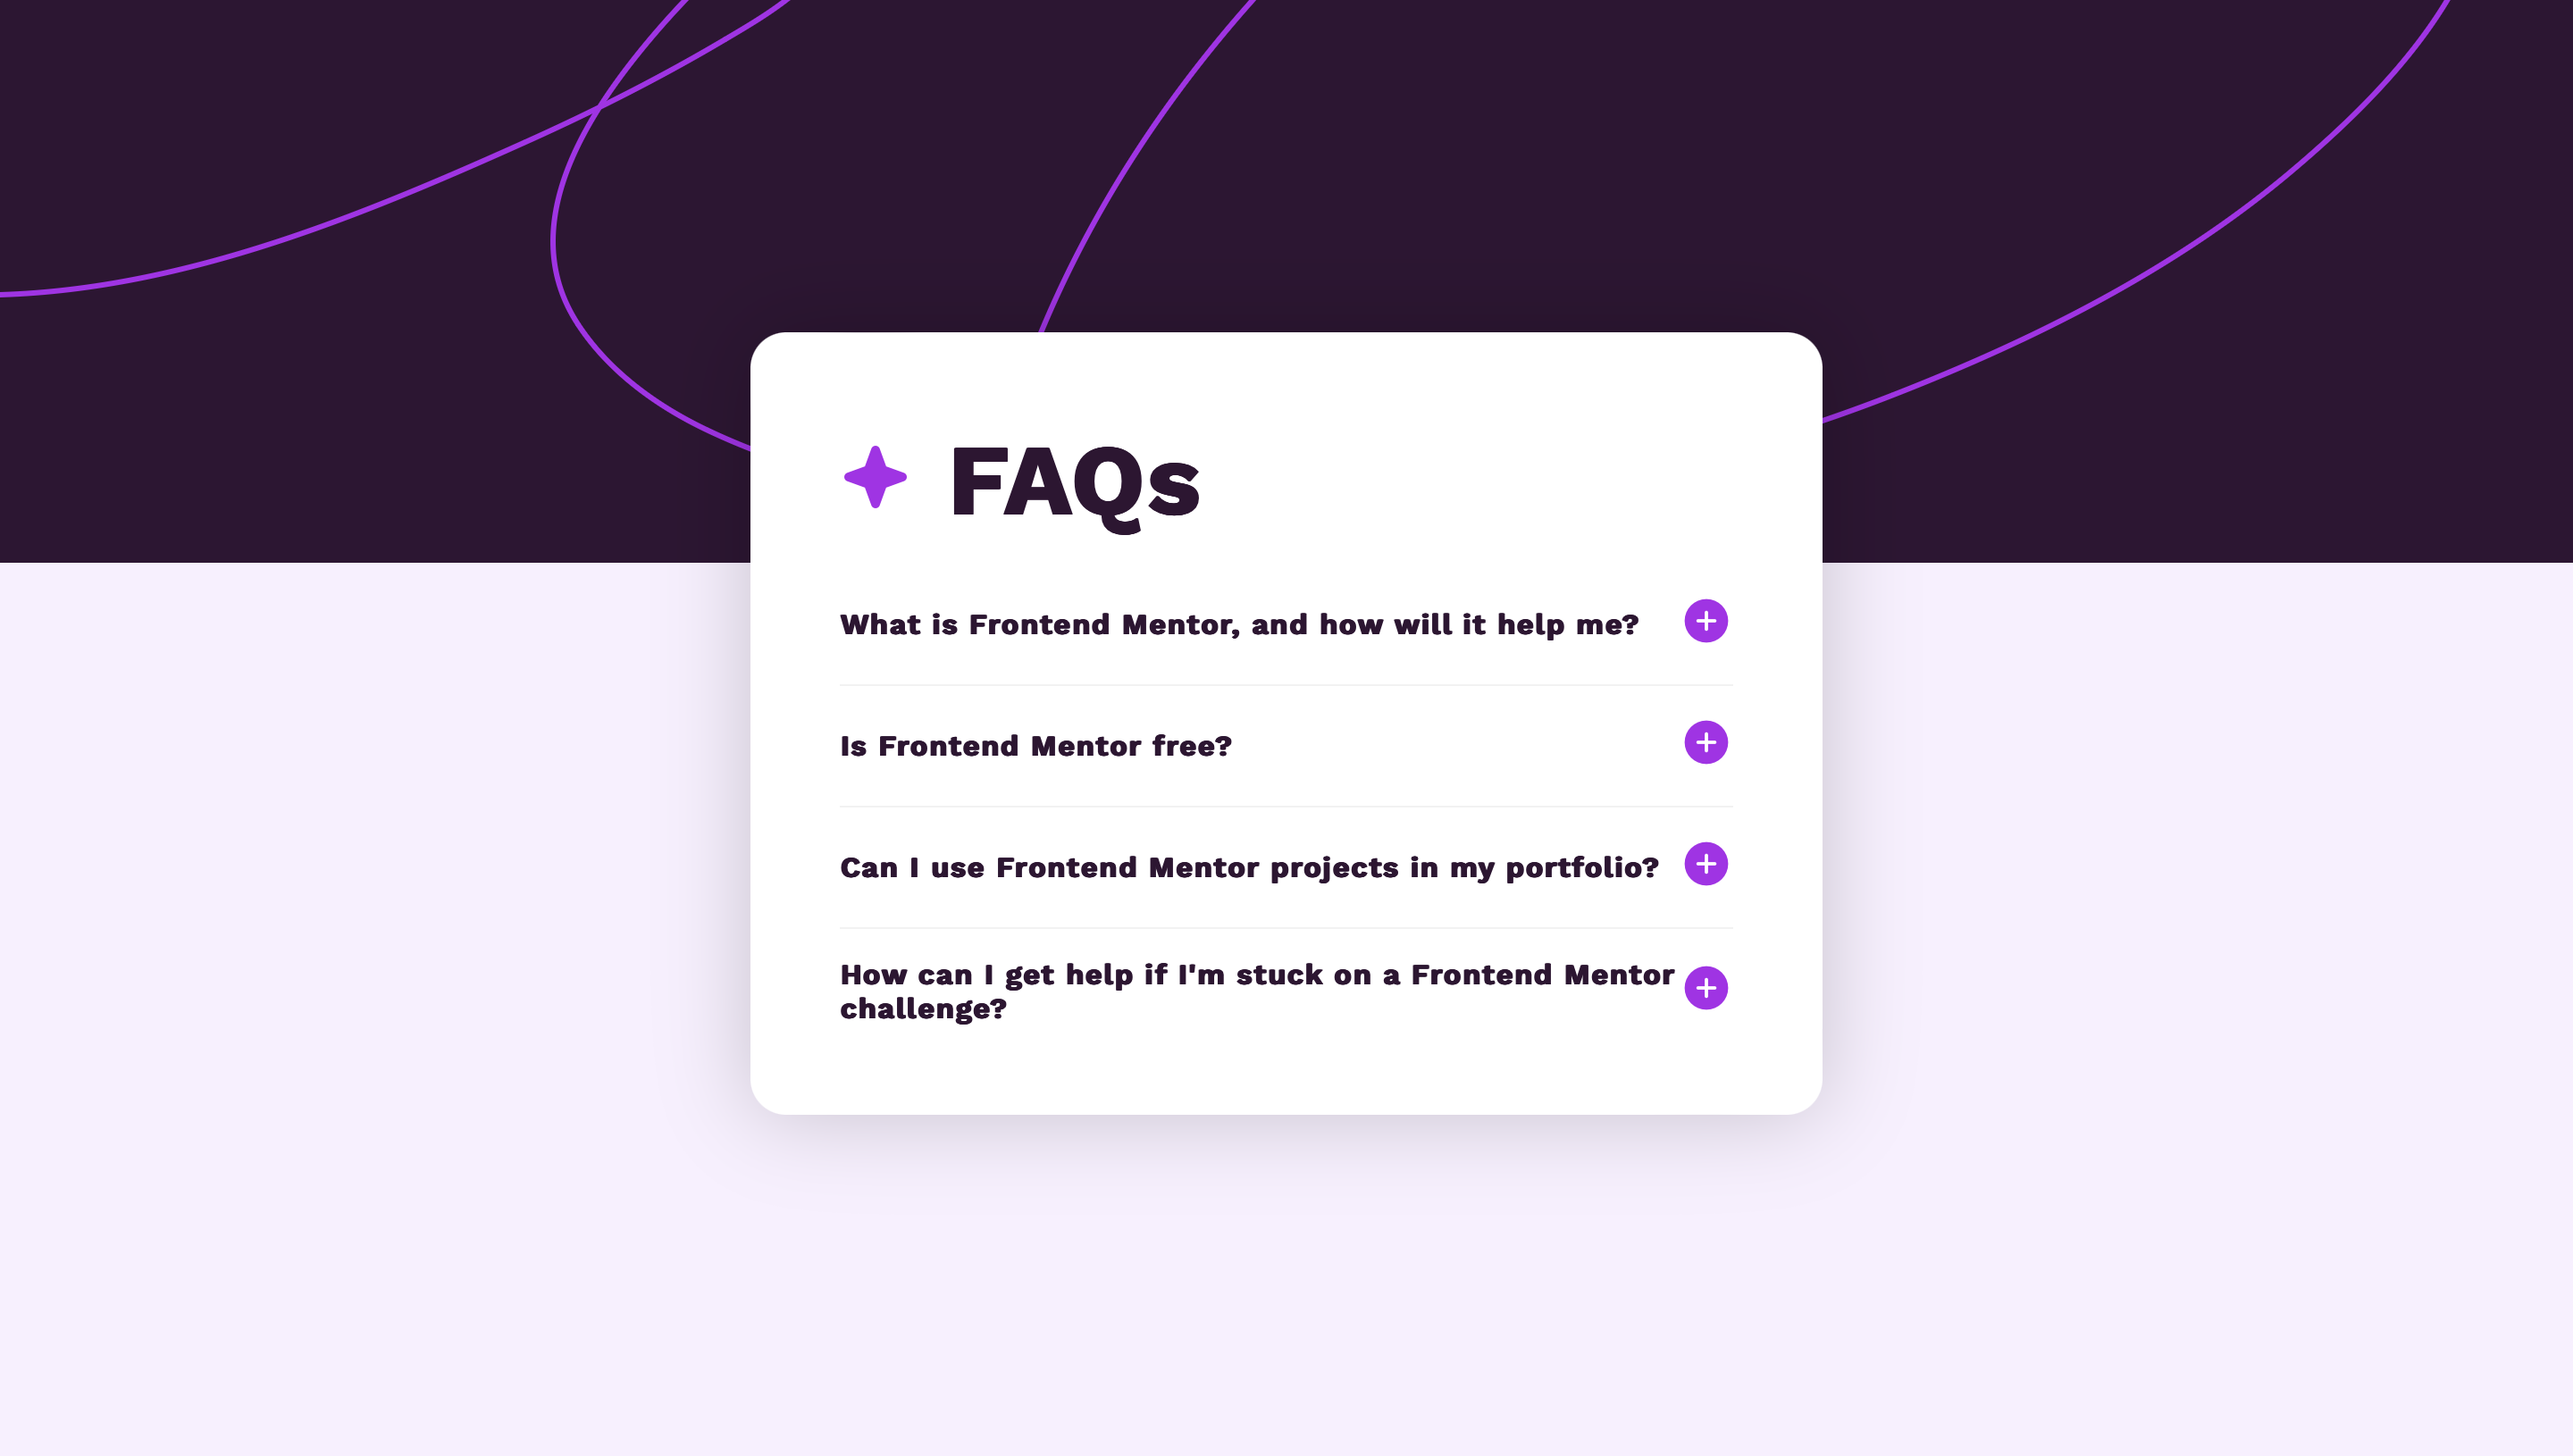 FAQs
What is Frontend Mentor, and how will it help me?
Is Frontend Mentor free?
Can I use Frontend Mentor projects in my portfolio?
How can I get help if I'm stuck on a Frontend Mentor
challenge?